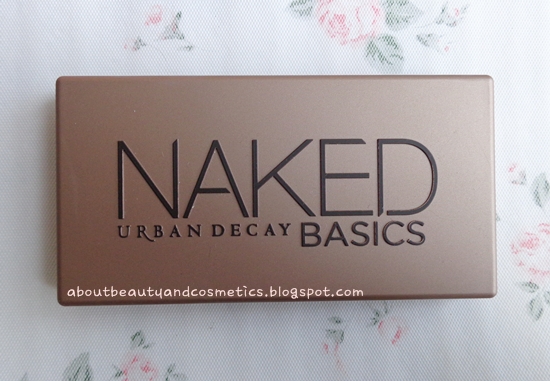 NAKED
URBAN DECAY BASICS
aboutbeautyandcosmetics.blogspot.com